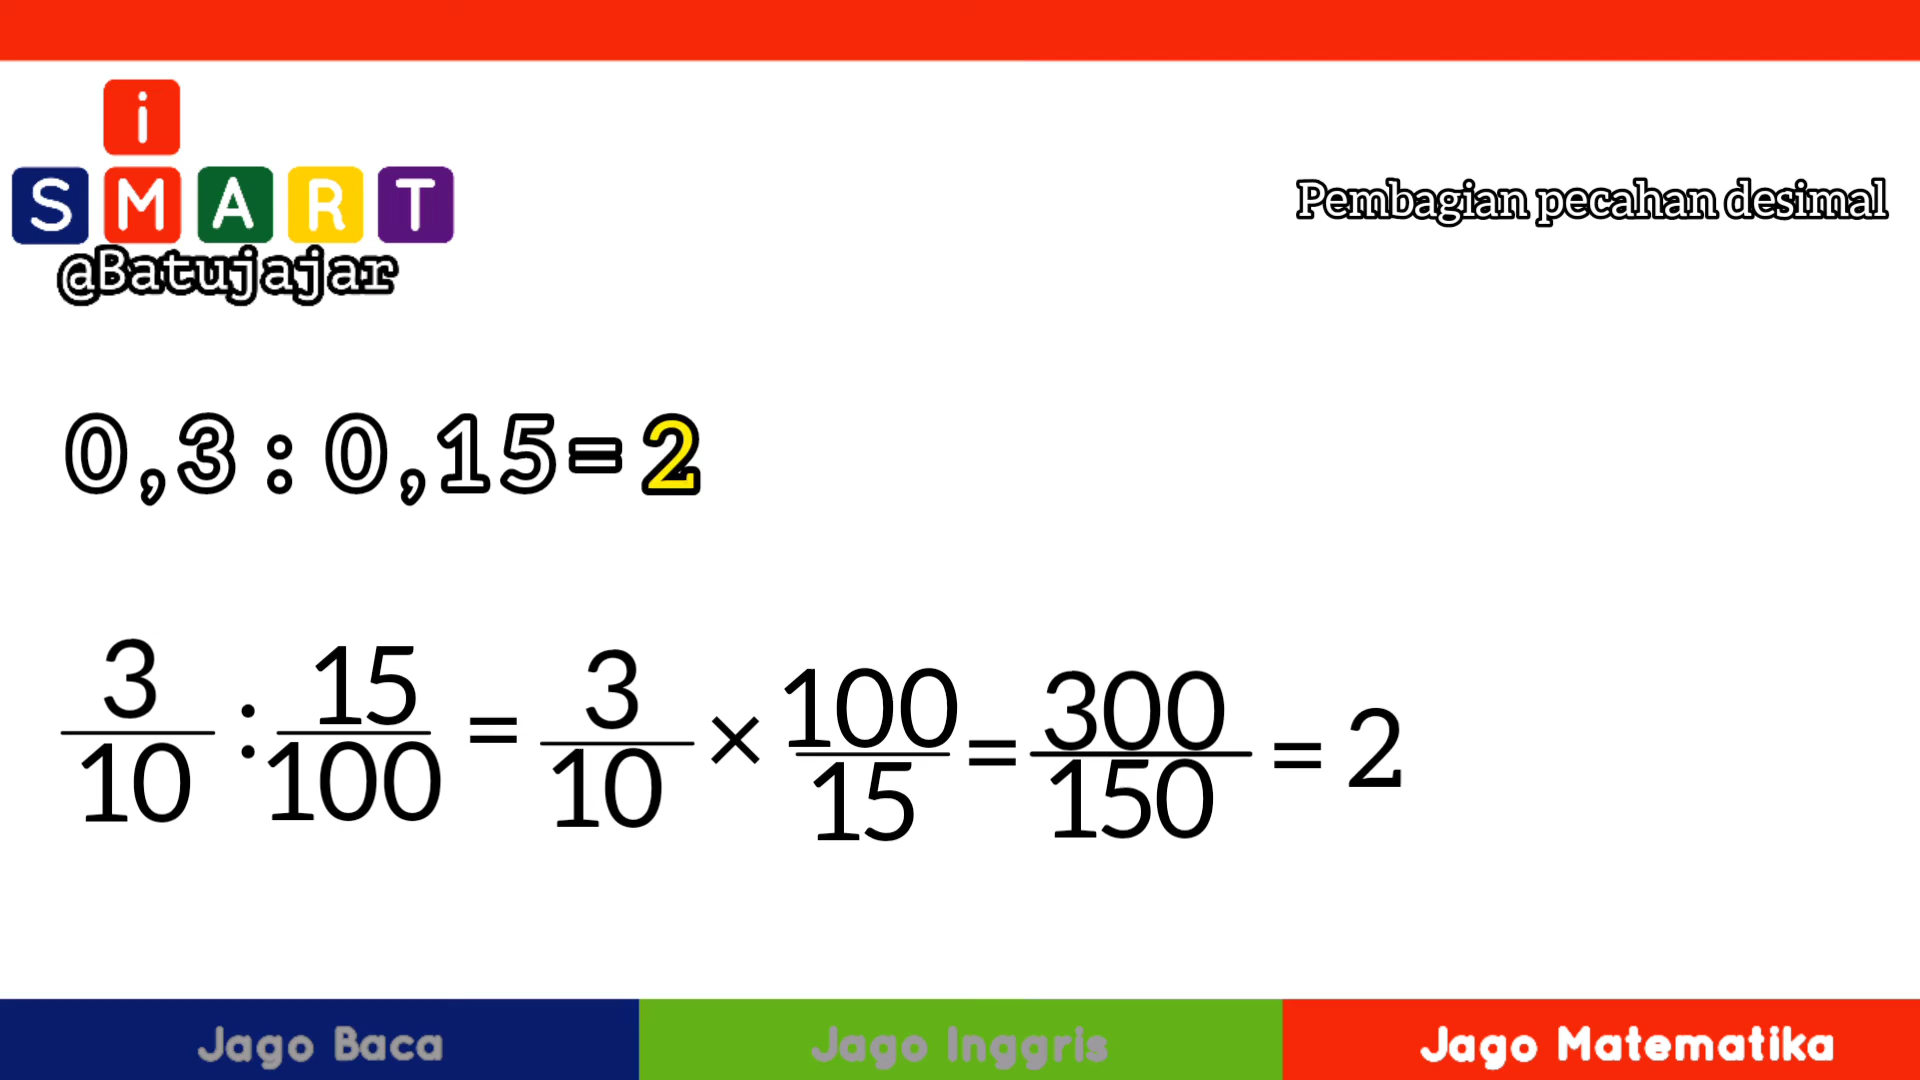 i
SMART
@Batujajar
Pembagian pecahan desimal
0,3 : 0,15 = 2
3/10 : 15/100 = 3/10 × 100/15 = 300/150 = 2
Jago Baca
Jago Inggris
Jago Matematika